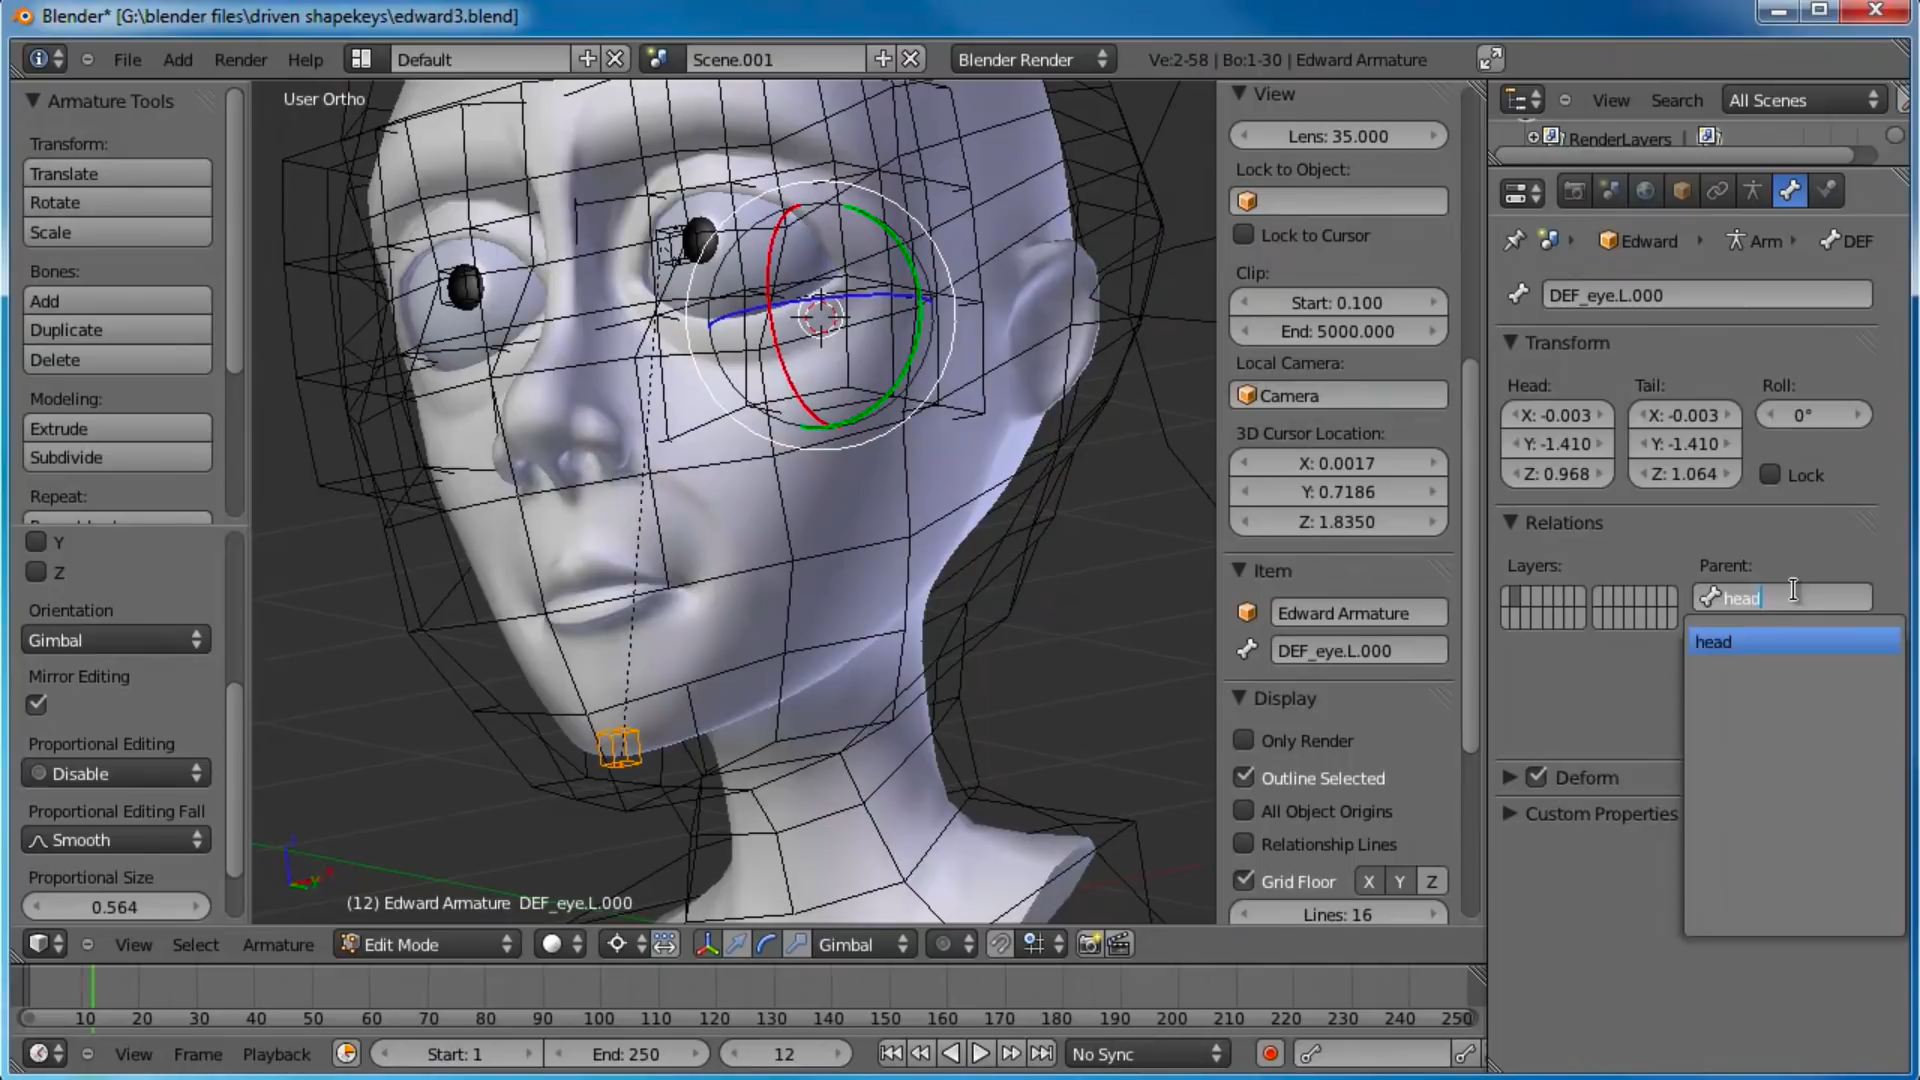 Blender* [G:\blender files\driven shapekeys\edward3.blend]
File Add Render Help Default Scene.001 Blender Render Ve:2-58 | Bo:1-30 | Edward Armature
Armature Tools
Transform:
Translate
Rotate
Scale
Bones:
Add
Duplicate
Delete
Modeling:
Extrude
Subdivide
Repeat:
Y
Z
Orientation
Gimbal
Mirror Editing
Proportional Editing
Disable
Proportional Editing Fall
Smooth
Proportional Size
0.564
User Ortho
(12) Edward Armature DEF_eye.L.000
View
Lens: 35.000
Lock to Object:
Lock to Cursor
Clip:
Start: 0.100
End: 5000.000
Local Camera:
Camera
3D Cursor Location:
X: 0.0017
Y: 0.7186
Z: 1.8350
Item
Edward Armature
DEF_eye.L.000
Display
Only Render
Outline Selected
All Object Origins
Relationship Lines
Grid Floor X Y Z
Lines: 16
View Search All Scenes
RenderLayers |
Edward Arm DEF
DEF_eye.L.000
Transform
Head: Tail: Roll:
X: -0.003 X: -0.003 0°
Y: -1.410 Y: -1.410
Z: 0.968 Z: 1.064 Lock
Relations
Layers: Parent:
head
head
Deform
Custom Properties
View Select Armature Edit Mode Gimbal
10 20 30 40 50 60 70 80 90 100 110 120 130 140 150 160 170 180 190 200 210 220 230 240 250
View Frame Playback Start: 1 End: 250 12 No Sync